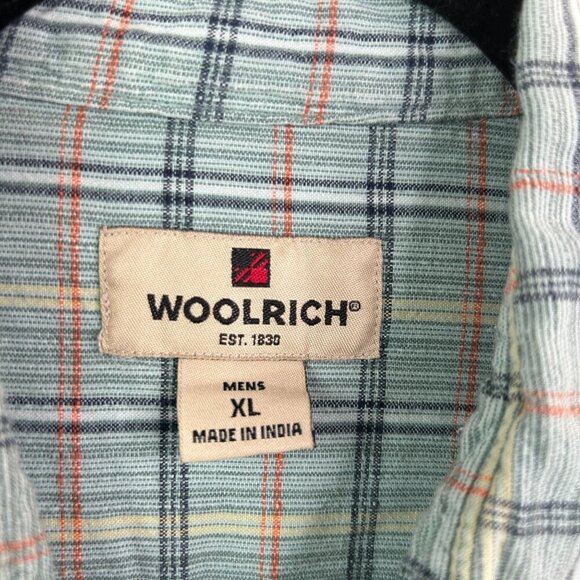 WOOLRICH®
EST. 1830
MENS
XL
MADE IN INDIA